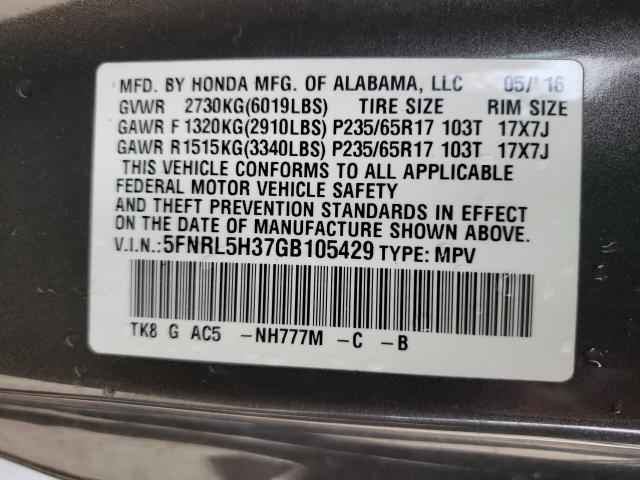 MFD. BY HONDA MFG. OF ALABAMA, LLC 05/'16
GVWR 2730KG(6019LBS) TIRE SIZE RIM SIZE
GAWR F 1320KG(2910LBS) P235/65R17 103T 17X7J
GAWR R1515KG(3340LBS) P235/65R17 103T 17X7J
THIS VEHICLE CONFORMS TO ALL APPLICABLE
FEDERAL MOTOR VEHICLE SAFETY
AND THEFT PREVENTION STANDARDS IN EFFECT
ON THE DATE OF MANUFACTURE SHOWN ABOVE.
V.I.N.: 5FNRL5H37GB105429 TYPE: MPV
TK8 G AC5 -NH777M -C -B